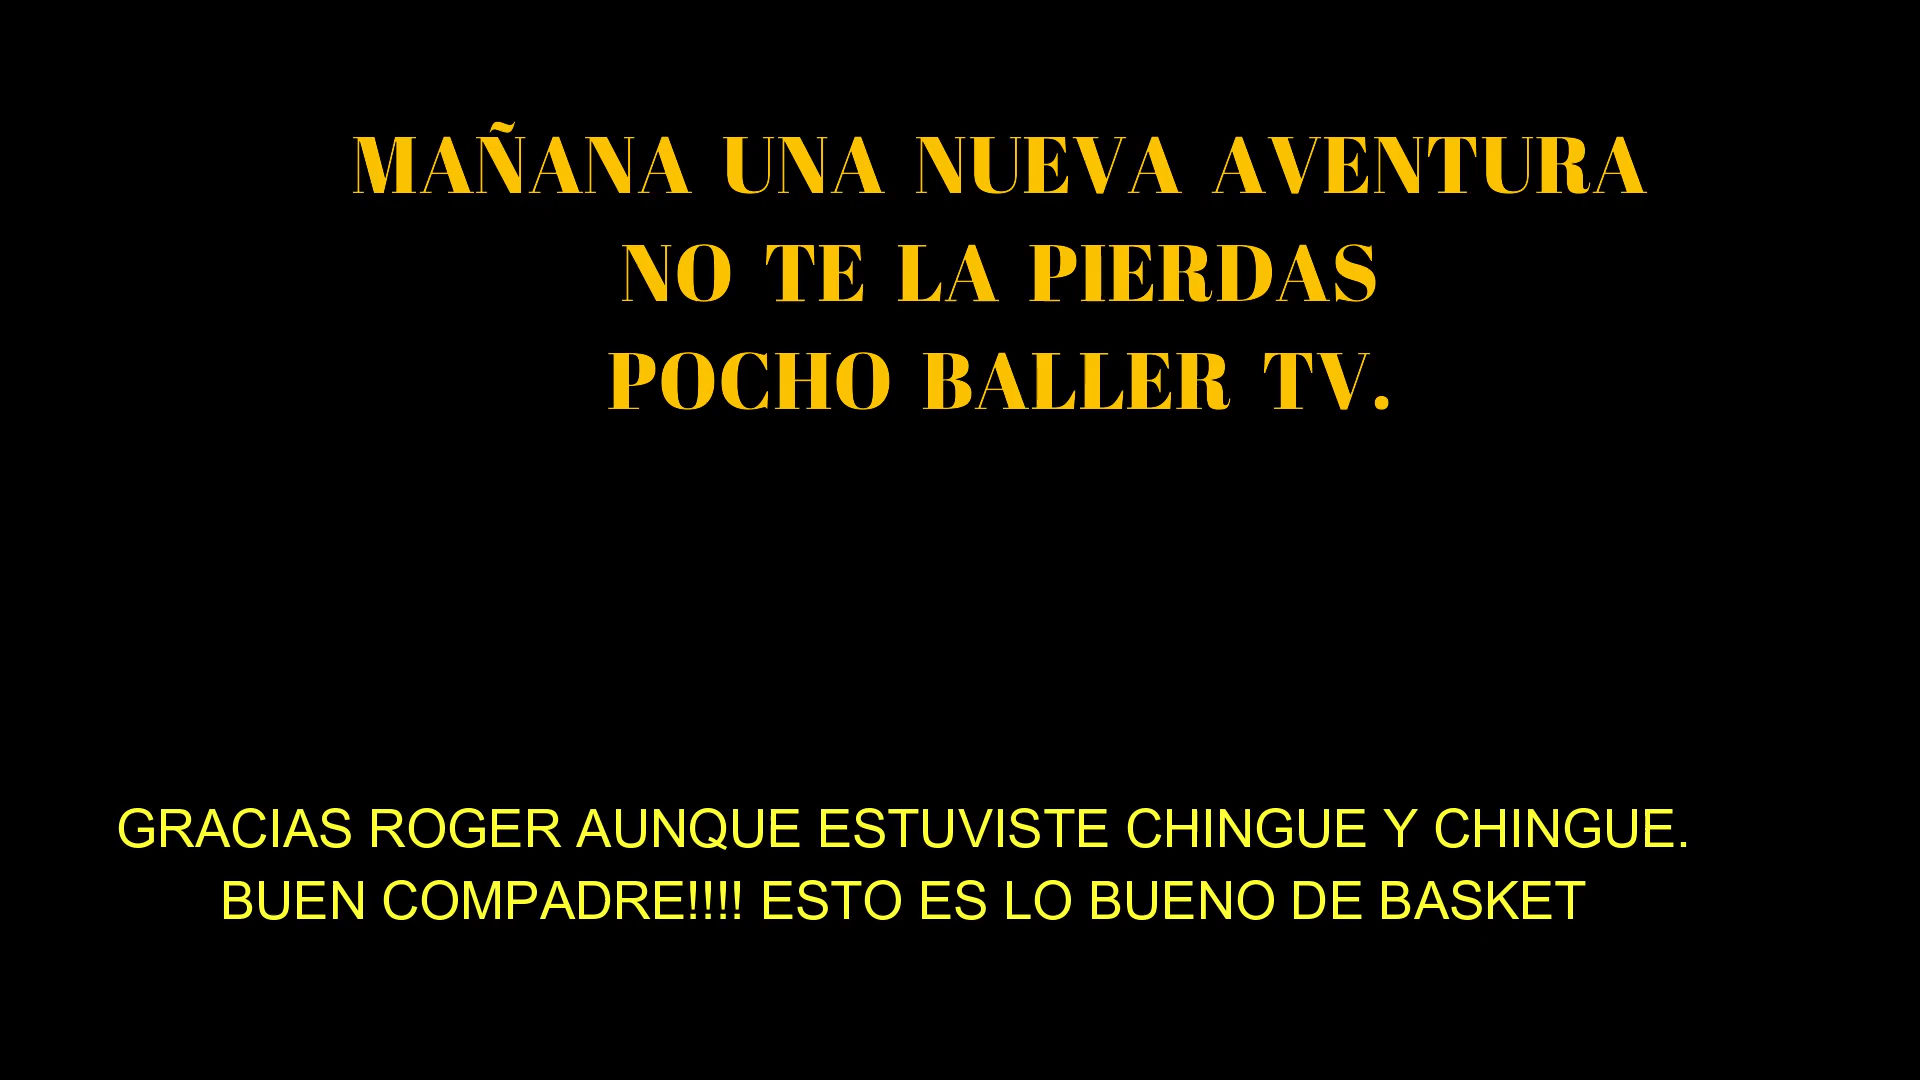 MAÑANA UNA NUEVA AVENTURA
NO TE LA PIERDAS
POCHO BALLER TV.
GRACIAS ROGER AUNQUE ESTUVISTE CHINGUE Y CHINGUE.
BUEN COMPADRE!!!! ESTO ES LO BUENO DE BASKET